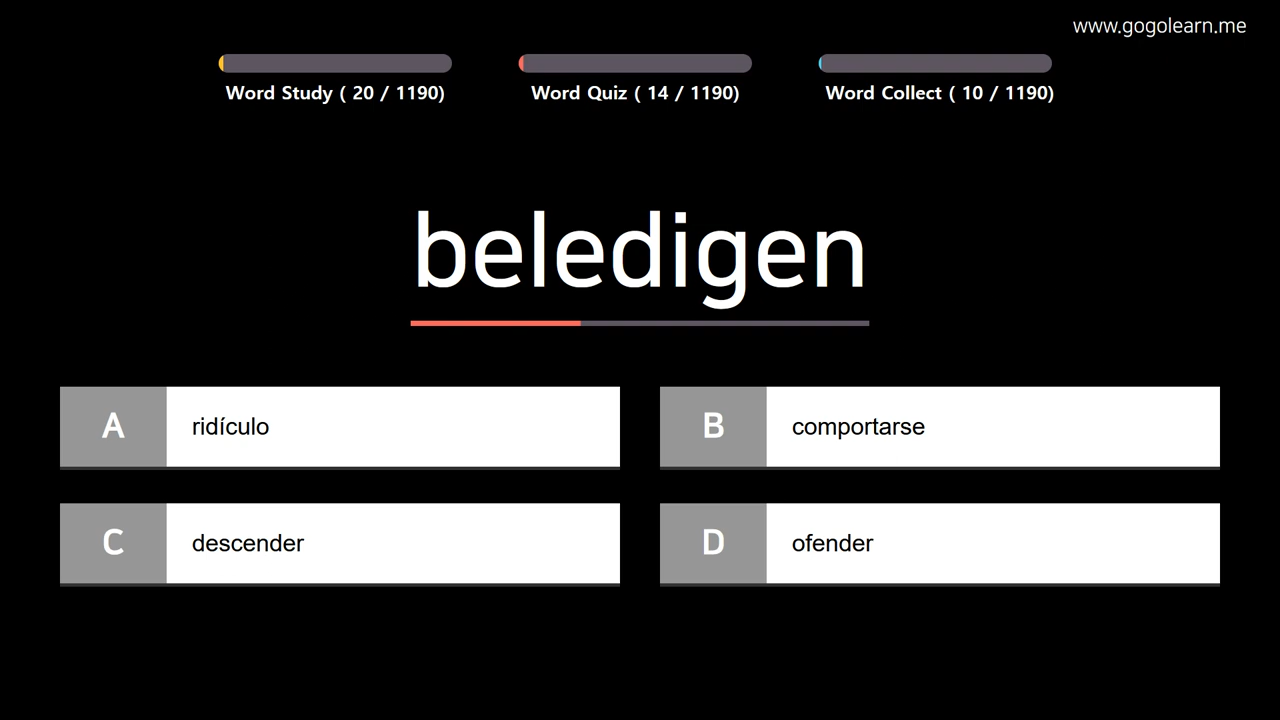 www.gogolearn.me
Word Study ( 20 / 1190)
Word Quiz ( 14 / 1190)
Word Collect ( 10 / 1190)
beledigen
A ridículo
B comportarse
C descender
D ofender